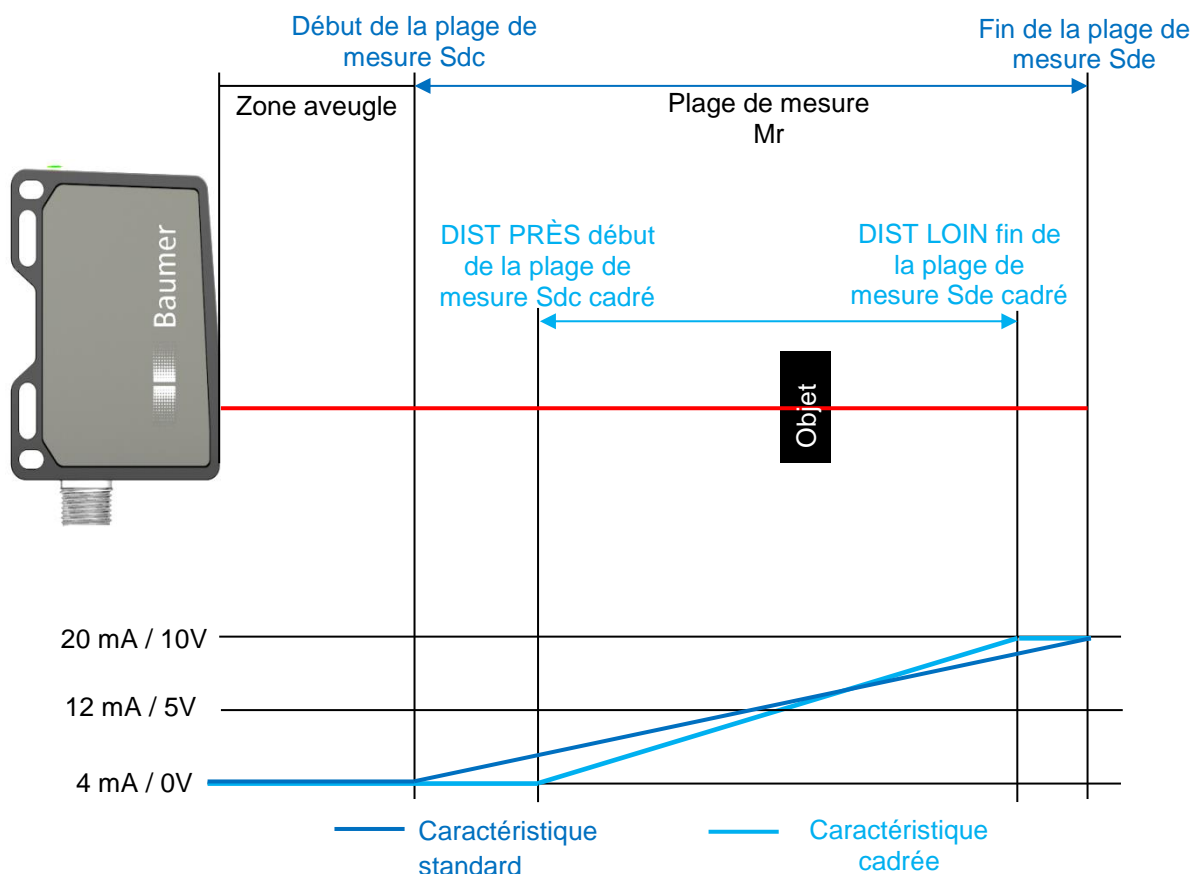 Début de la plage de
mesure Sdc
Fin de la plage de
mesure Sde
Zone aveugle
Plage de mesure
Mr
Baumer
DIST PRÈS début
de la plage de
mesure Sdc cadré
DIST LOIN fin de
la plage de
mesure Sde cadré
Objet
20 mA / 10V
12 mA / 5V
4 mA / 0V
Caractéristique
standard
Caractéristique
cadrée